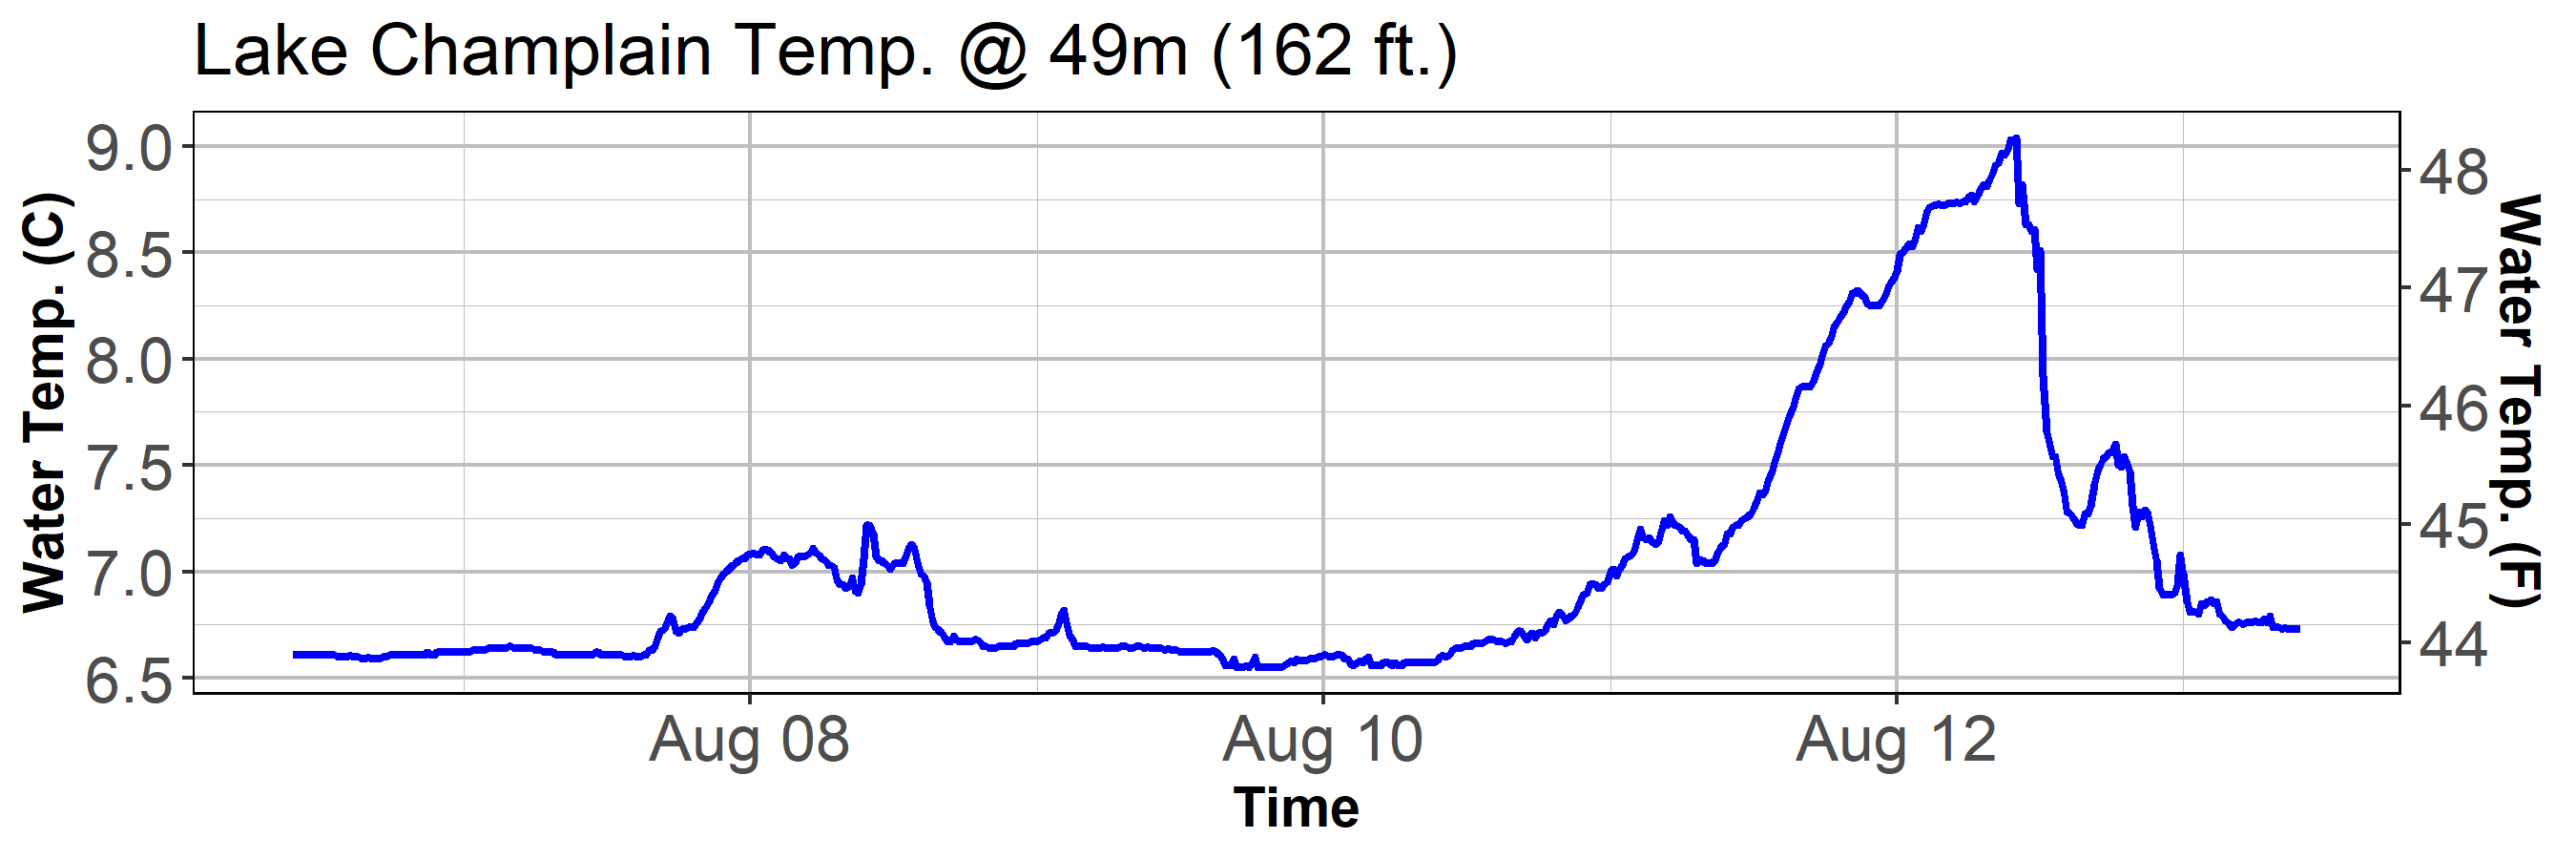 Lake Champlain Temp. @ 49m (162 ft.)
Water Temp. (C)
9.0
8.5
8.0
7.5
7.0
6.5
48
47
46
45
44
Water Temp. (F)
Aug 08
Aug 10
Aug 12
Time